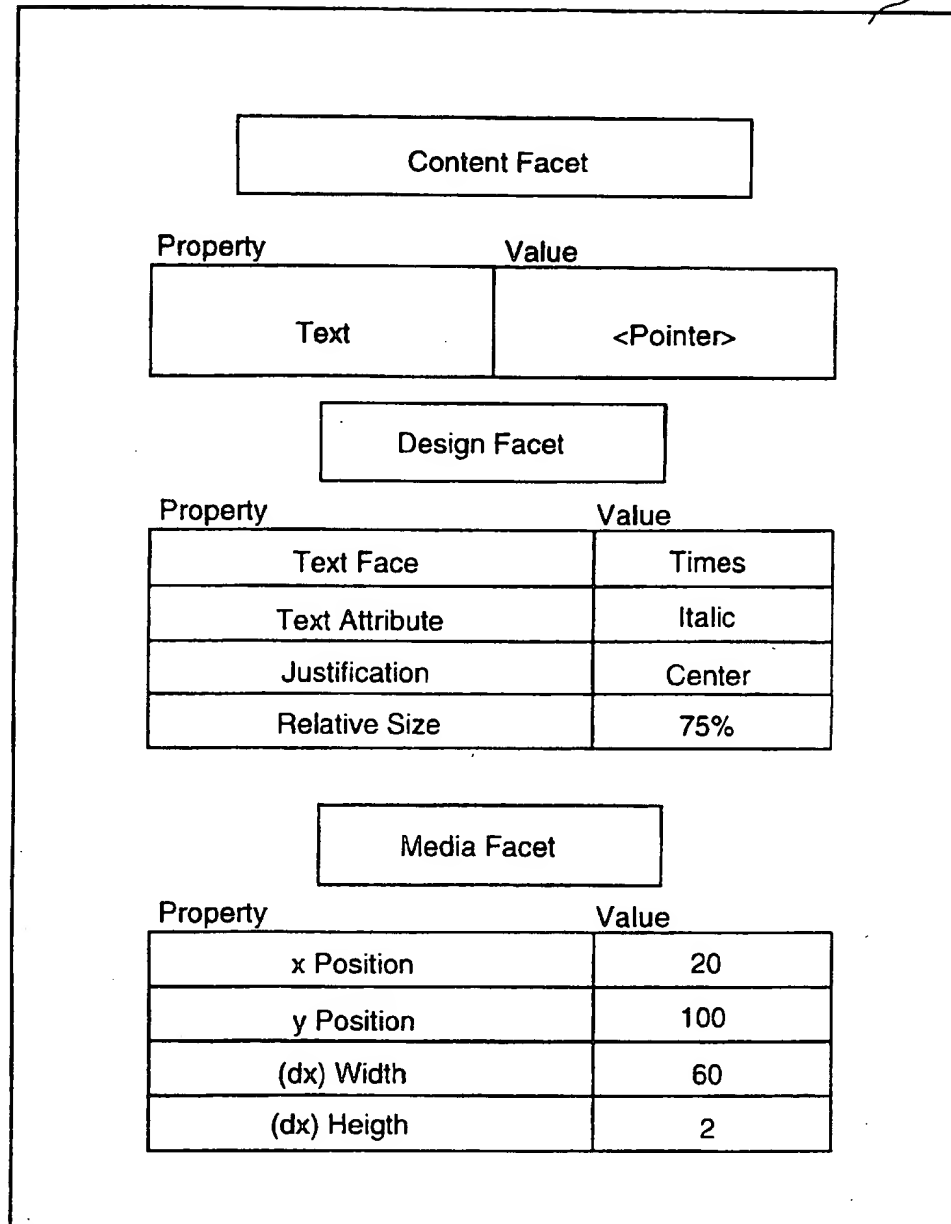 Content Facet
Property Value
Text <Pointer>
Design Facet
Property Value
Text Face Times
Text Attribute Italic
Justification Center
Relative Size 75%
Media Facet
Property Value
x Position 20
y Position 100
(dx) Width 60
(dx) Heigth 2